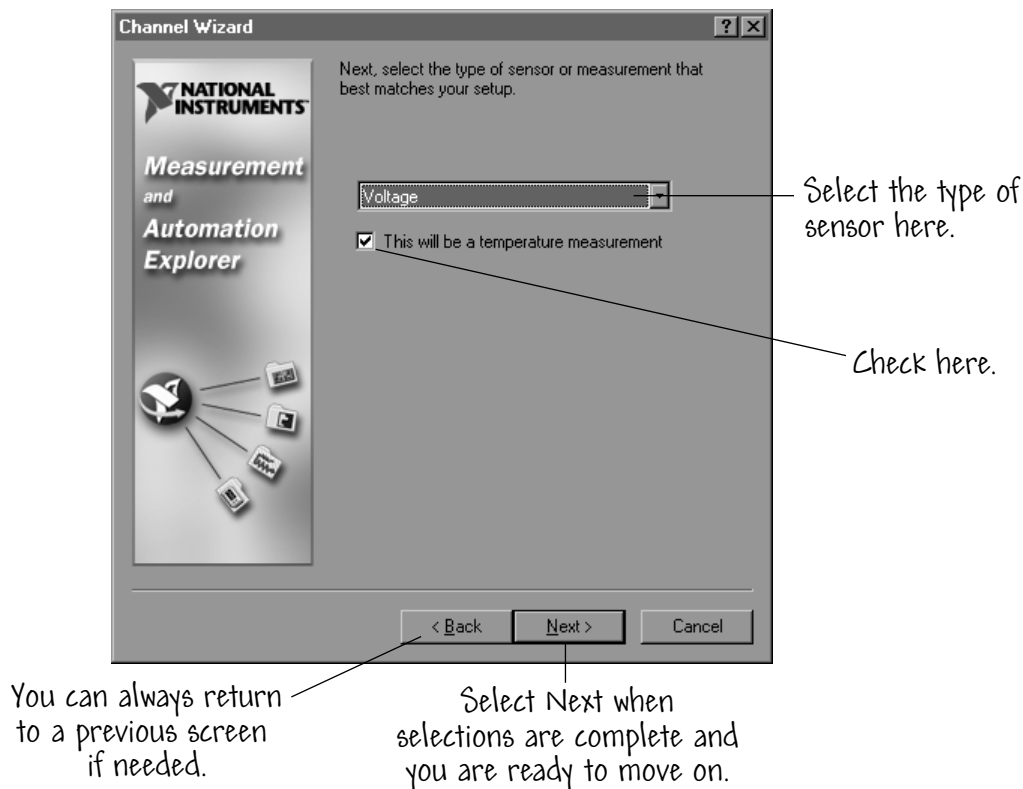 Channel Wizard
NATIONAL
INSTRUMENTS™
Measurement
and
Automation
Explorer
Next, select the type of sensor or measurement that
best matches your setup.
Voltage
This will be a temperature measurement
Select the type of
sensor here.
Check here.
< Back
Next >
Cancel
You can always return
to a previous screen
if needed.
Select Next when
selections are complete and
you are ready to move on.